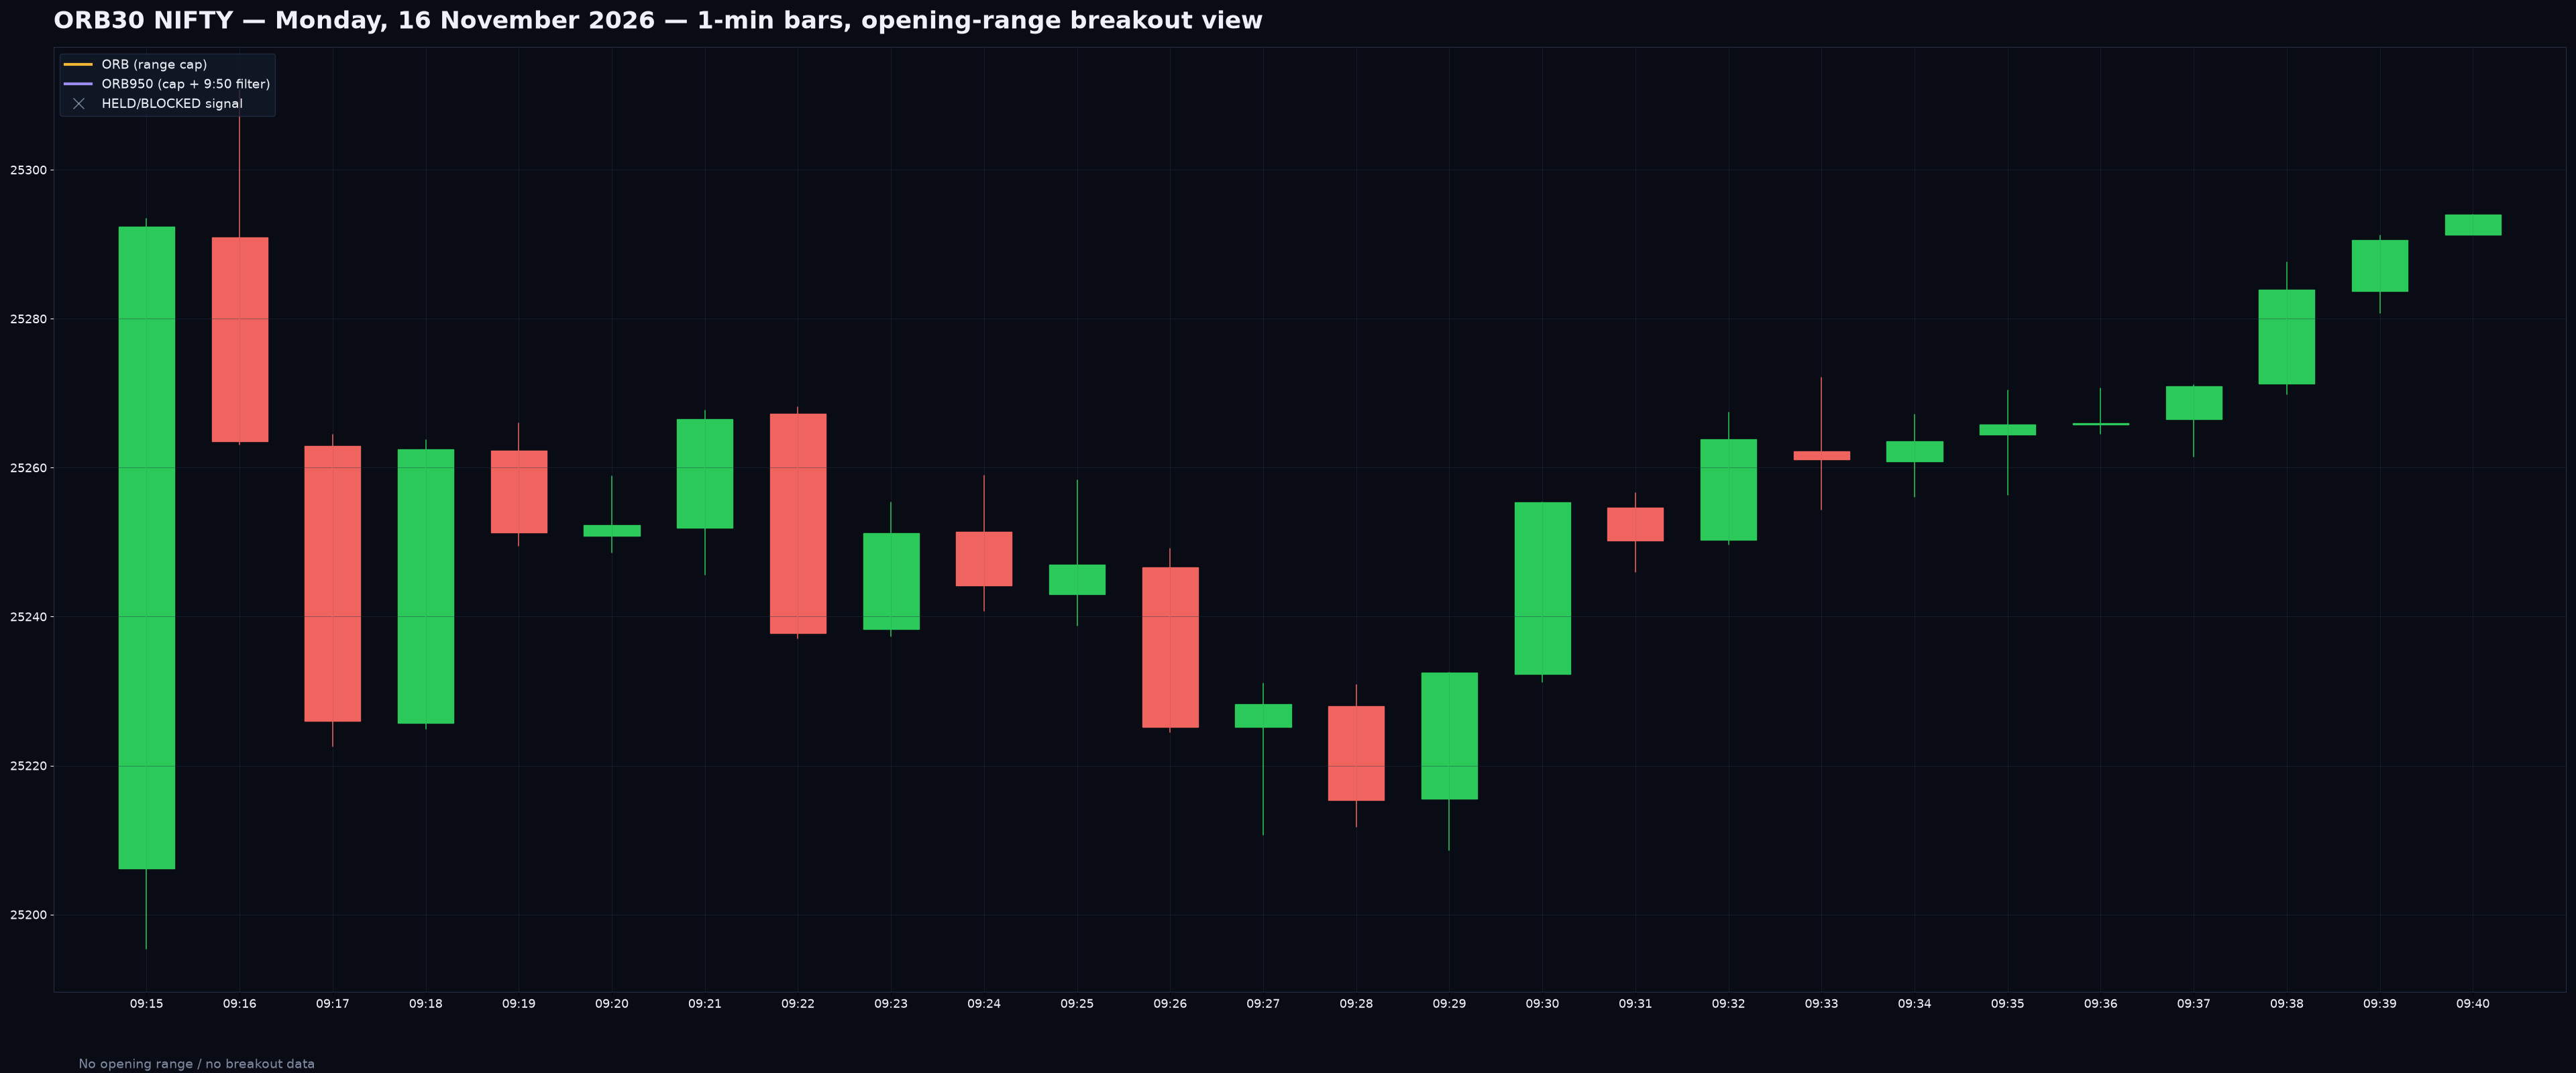 ORB30 NIFTY — Monday, 16 November 2026 — 1-min bars, opening-range breakout view
ORB (range cap)
ORB950 (cap + 9:50 filter)
HELD/BLOCKED signal
25300
25280
25260
25240
25220
25200
09:15 09:16 09:17 09:18 09:19 09:20 09:21 09:22 09:23 09:24 09:25 09:26 09:27 09:28 09:29 09:30 09:31 09:32 09:33 09:34 09:35 09:36 09:37 09:38 09:39 09:40
No opening range / no breakout data